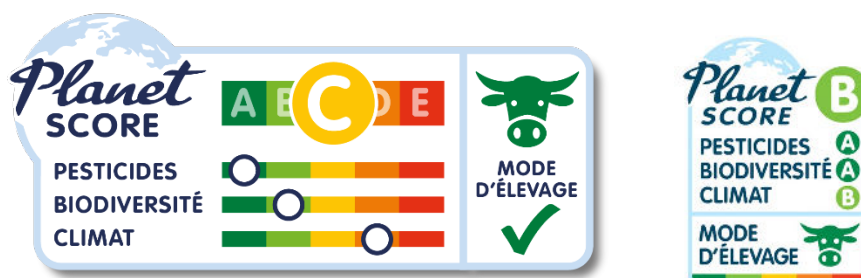 Planet
SCORE
A B C D E
PESTICIDES
BIODIVERSITÉ
CLIMAT
MODE
D'ÉLEVAGE
Planet B
SCORE
PESTICIDES A
BIODIVERSITÉ A
CLIMAT B
MODE
D'ÉLEVAGE